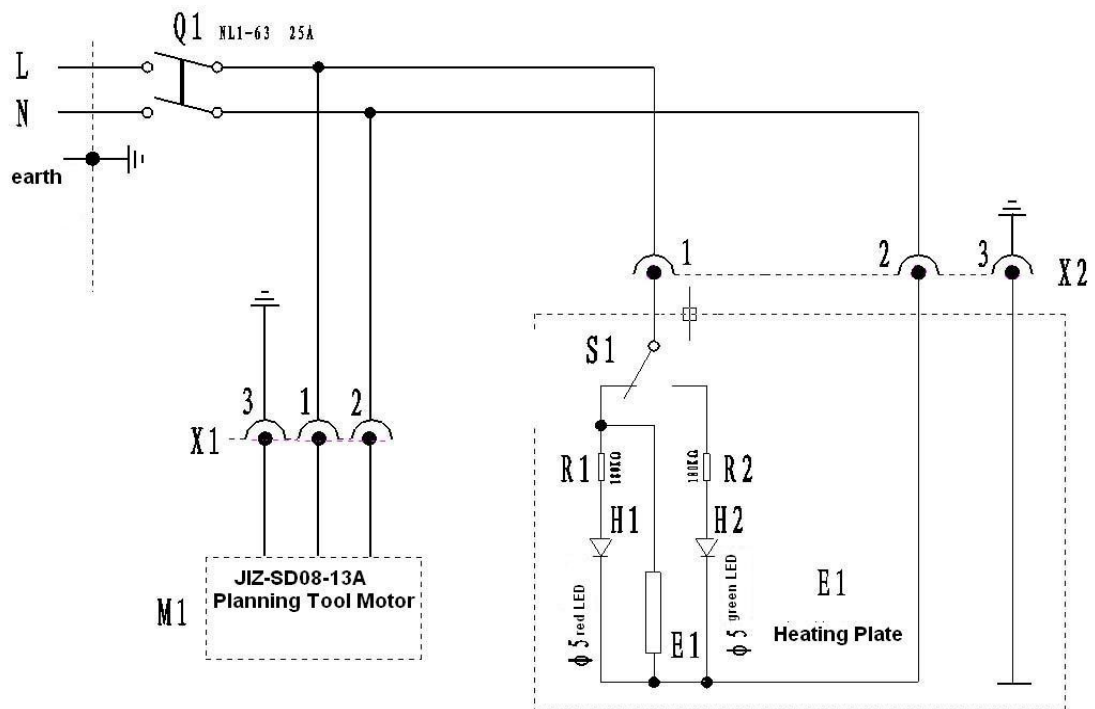 Q1 NL1-63 25A
L
N
earth
1 2 3
X2
S1
3 1 2
X1
R1 180KΩ 180KΩ R2
H1 H2
JIZ-SD08-13A
Planning Tool Motor
M1
ϕ5 red LED
E1
ϕ5 green LED
E1
Heating Plate